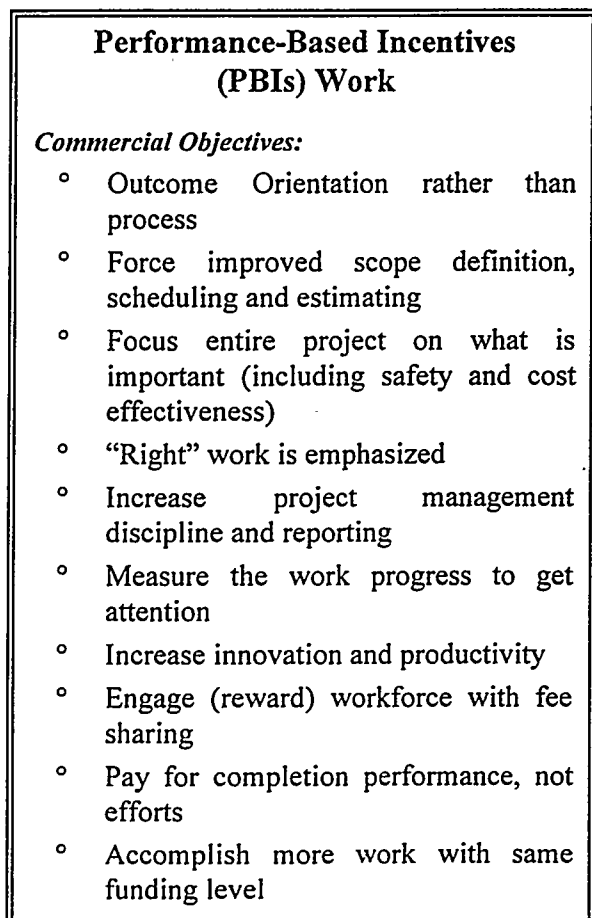 Performance-Based Incentives
(PBIs) Work
Commercial Objectives:
° Outcome Orientation rather than
process
° Force improved scope definition,
scheduling and estimating
° Focus entire project on what is
important (including safety and cost
effectiveness)
° “Right” work is emphasized
° Increase project management
discipline and reporting
° Measure the work progress to get
attention
° Increase innovation and productivity
° Engage (reward) workforce with fee
sharing
° Pay for completion performance, not
efforts
° Accomplish more work with same
funding level